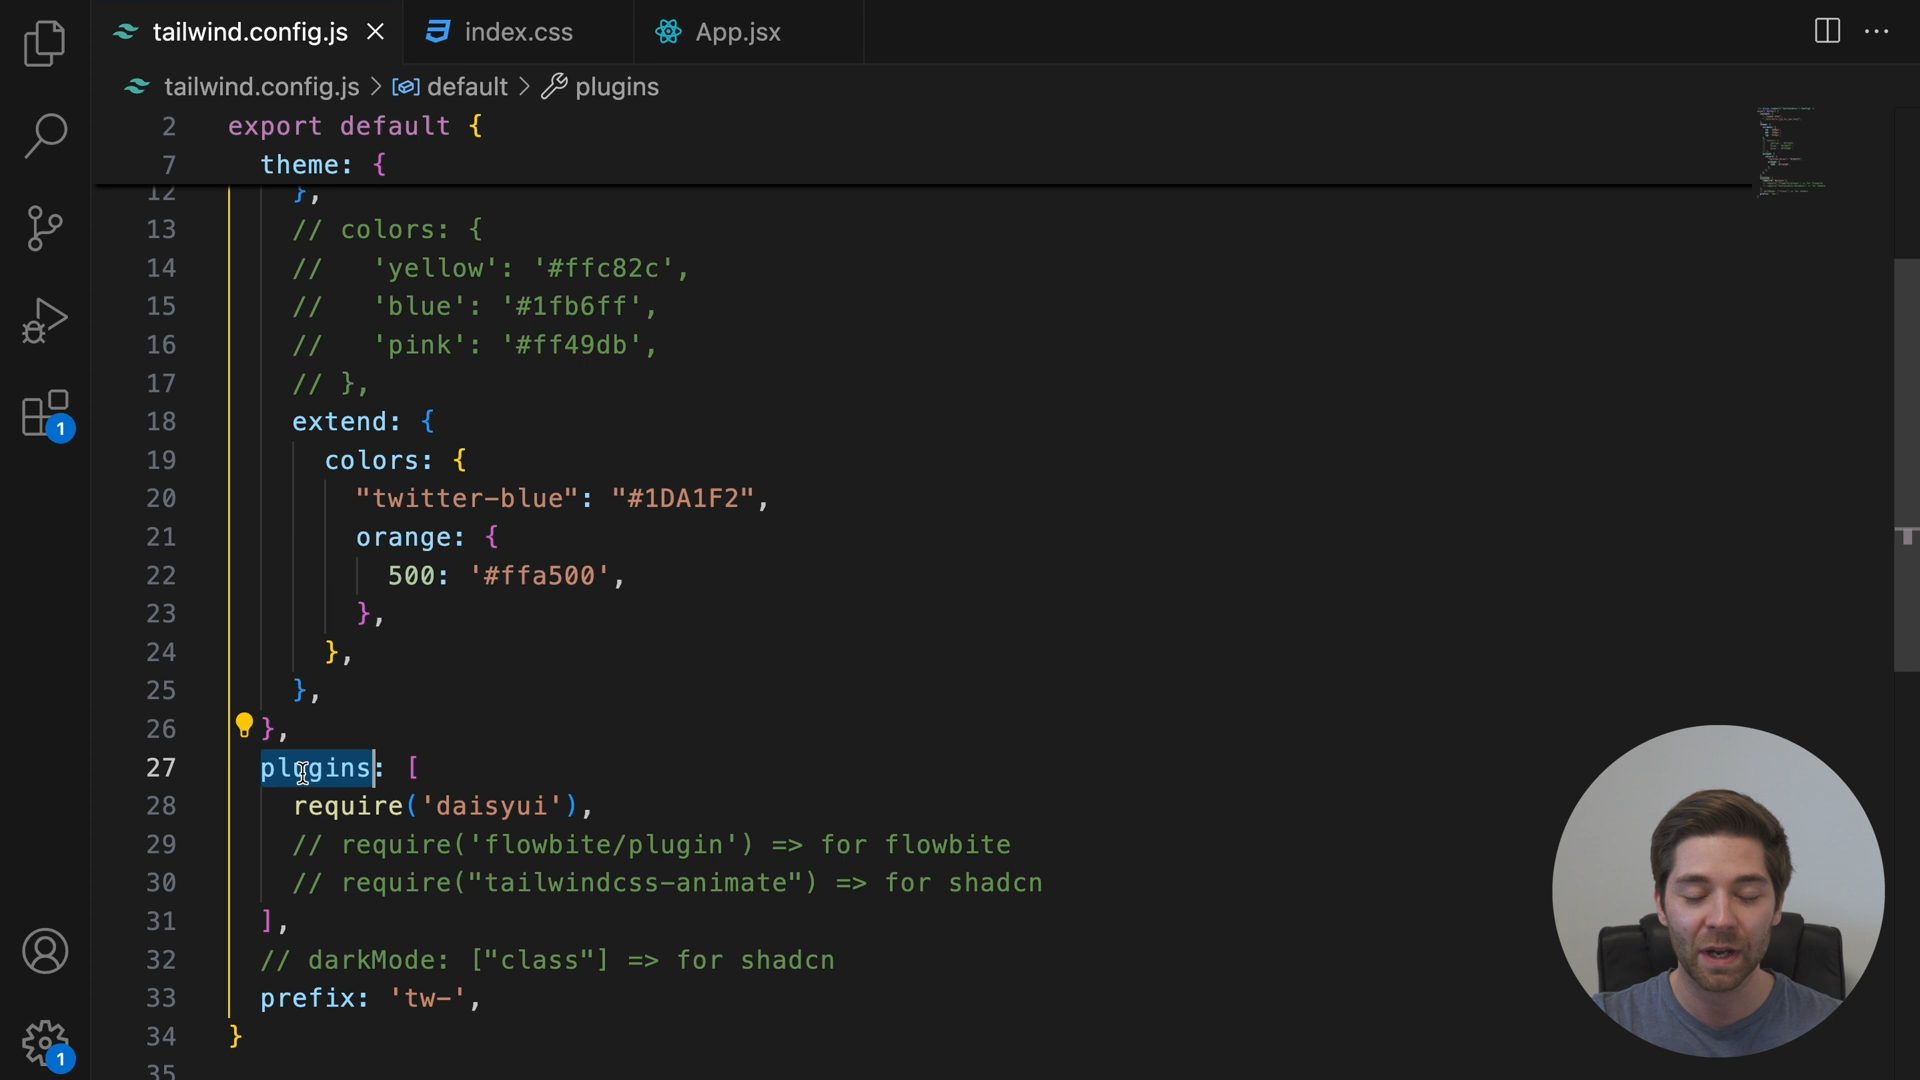 tailwind.config.js
index.css
App.jsx
tailwind.config.js > default > plugins
2 export default {
7 theme: {
12 },
13 // colors: {
14 //   'yellow': '#ffc82c',
15 //   'blue': '#1fb6ff',
16 //   'pink': '#ff49db',
17 // },
18 extend: {
19 colors: {
20 "twitter-blue": "#1DA1F2",
21 orange: {
22 500: '#ffa500',
23 },
24 },
25 },
26 },
27 plugins: [
28 require('daisyui'),
29 // require('flowbite/plugin') => for flowbite
30 // require("tailwindcss-animate") => for shadcn
31 ],
32 // darkMode: ["class"] => for shadcn
33 prefix: 'tw-',
34 }
35
1
1